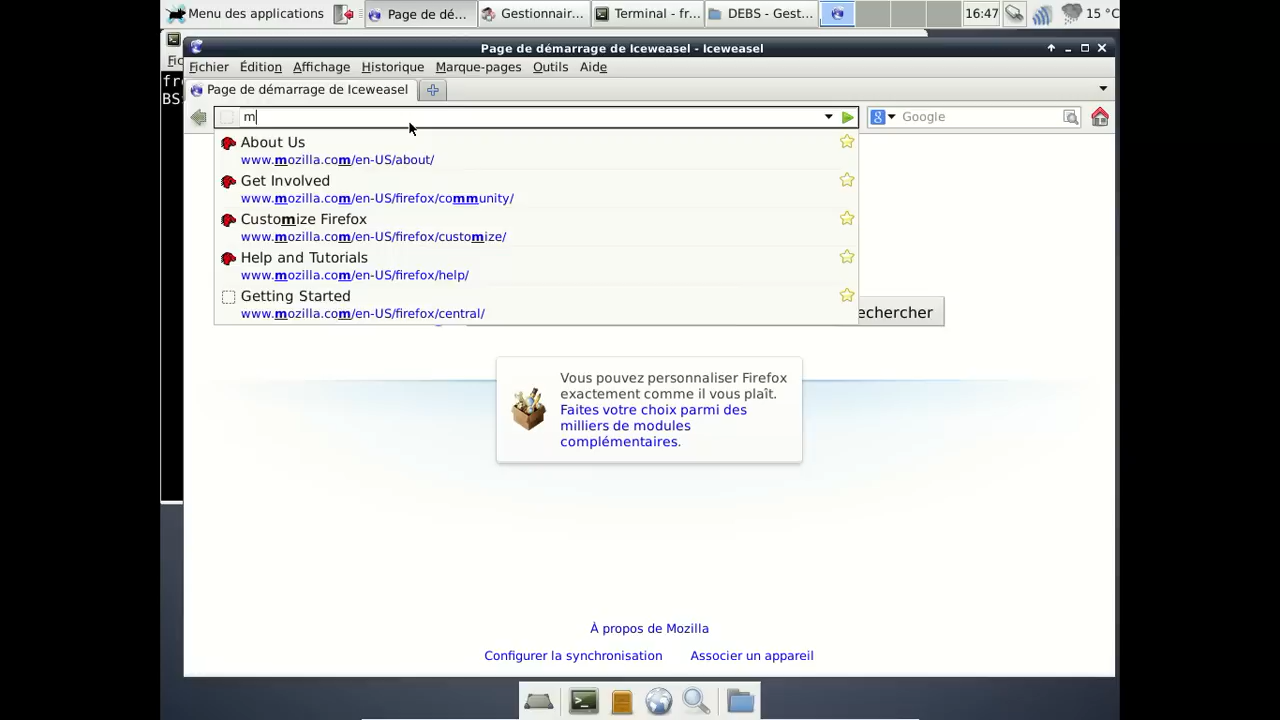 Menu des applications
Page de dé...
Gestionnair...
Terminal - fr...
DEBS - Gest...
16:47
15 °C
Page de démarrage de Iceweasel - Iceweasel
Fichier Édition Affichage Historique Marque-pages Outils Aide
Page de démarrage de Iceweasel
m
Google
About Us
www.mozilla.com/en-US/about/
Get Involved
www.mozilla.com/en-US/firefox/community/
Customize Firefox
www.mozilla.com/en-US/firefox/customize/
Help and Tutorials
www.mozilla.com/en-US/firefox/help/
Getting Started
www.mozilla.com/en-US/firefox/central/
echercher
Vous pouvez personnaliser Firefox
exactement comme il vous plaît.
Faites votre choix parmi des
milliers de modules
complémentaires.
À propos de Mozilla
Configurer la synchronisation
Associer un appareil